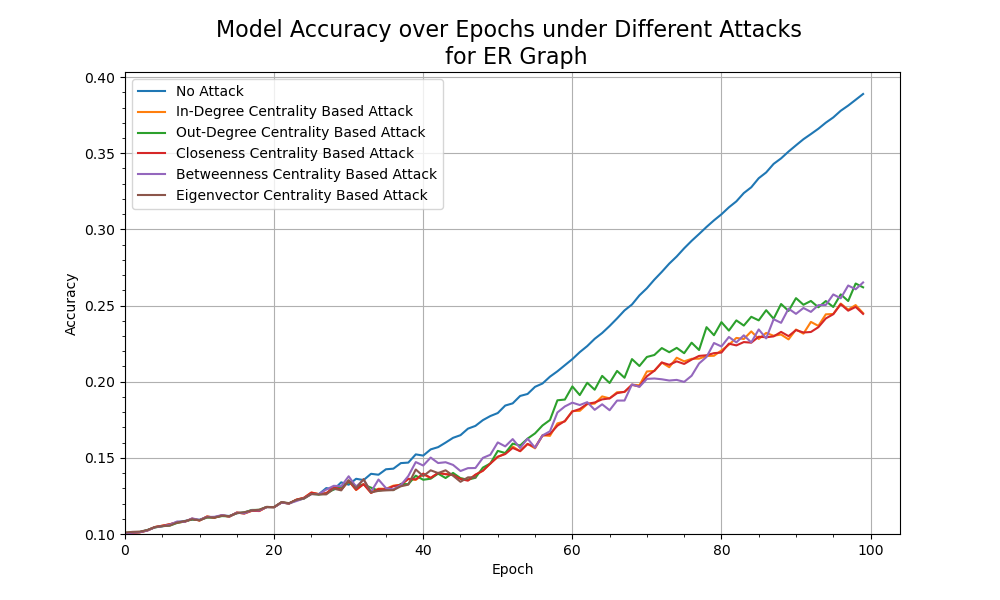 Model Accuracy over Epochs under Different Attacks
for ER Graph
0.40
0.35
0.30
0.25
0.20
0.15
0.10
Accuracy
No Attack
In-Degree Centrality Based Attack
Out-Degree Centrality Based Attack
Closeness Centrality Based Attack
Betweenness Centrality Based Attack
Eigenvector Centrality Based Attack
0 20 40 60 80 100
Epoch